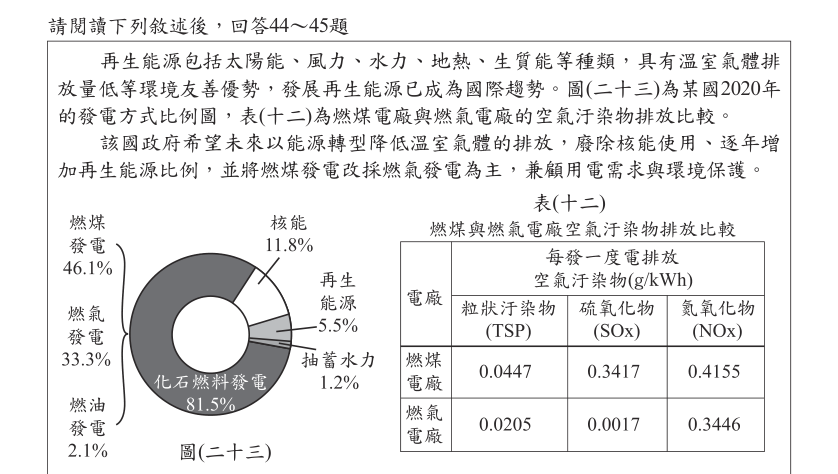 請閱讀下列敘述後，回答44～45題
再生能源包括太陽能、風力、水力、地熱、生質能等種類，具有溫室氣體排
放量低等環境友善優勢，發展再生能源已成為國際趨勢。圖(二十三)為某國2020年
的發電方式比例圖，表(十二)為燃煤電廠與燃氣電廠的空氣汙染物排放比較。
該國政府希望未來以能源轉型降低溫室氣體的排放，廢除核能使用、逐年增
加再生能源比例，並將燃煤發電改採燃氣發電為主，兼顧用電需求與環境保護。
燃煤
發電
46.1%
燃氣
發電
33.3%
燃油
發電
2.1%
核能
11.8%
再生
能源
5.5%
抽蓄水力
1.2%
化石燃料發電
81.5%
圖(二十三)
表(十二)
燃煤與燃氣電廠空氣汙染物排放比較
電廠
每發一度電排放
空氣汙染物(g/kWh)
粒狀汙染物
(TSP)
硫氧化物
(SOx)
氮氧化物
(NOx)
燃煤
電廠
0.0447
0.3417
0.4155
燃氣
電廠
0.0205
0.0017
0.3446